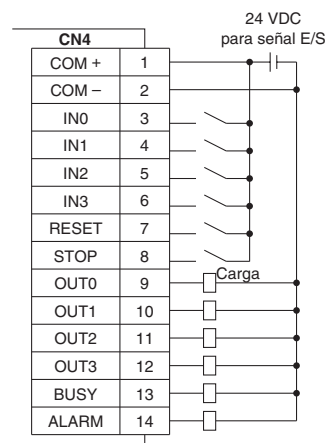 24 VDC
para señal E/S
CN4
COM + 1
COM – 2
IN0 3
IN1 4
IN2 5
IN3 6
RESET 7
STOP 8
OUT0 9 Carga
OUT1 10
OUT2 11
OUT3 12
BUSY 13
ALARM 14